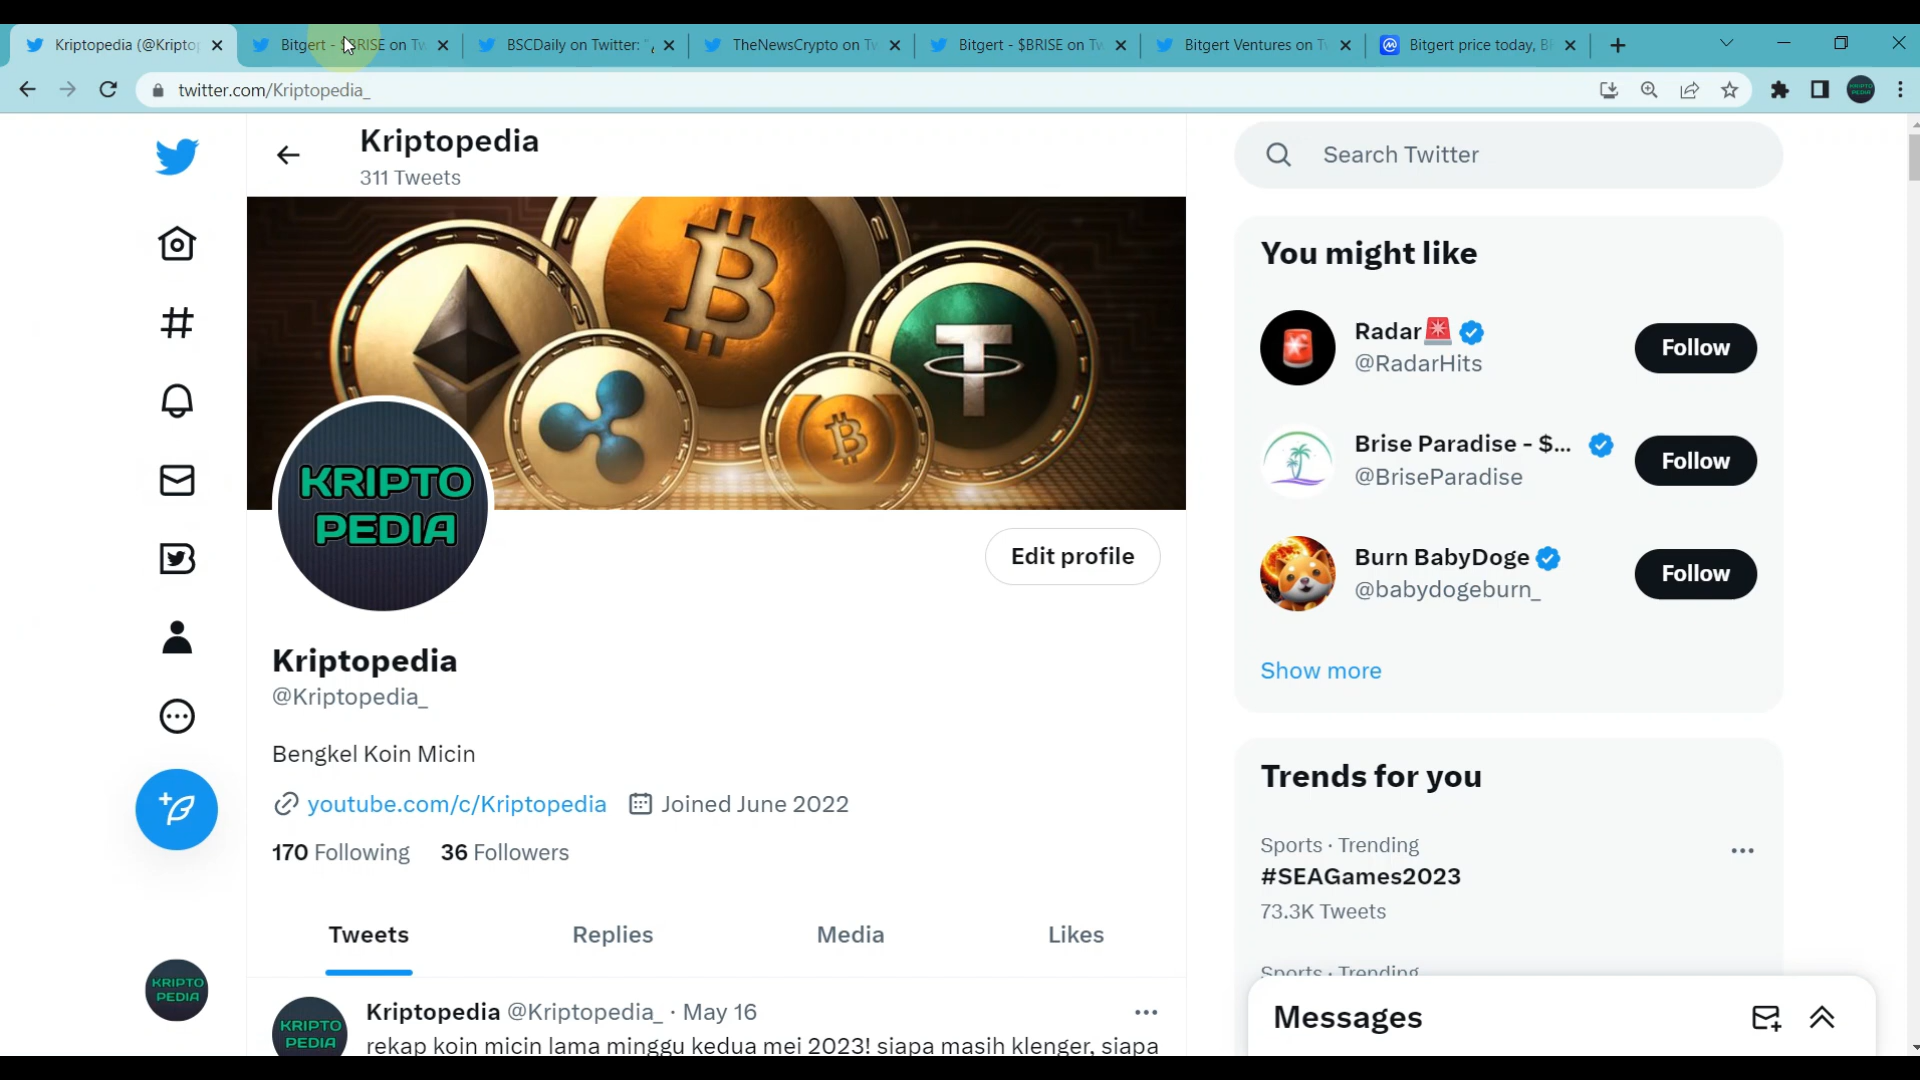 Kriptopedia (@Kripto
Bitgert - $BRISE on Tw
BSCDaily on Twitter: "
TheNewsCrypto on Tw
Bitgert - $BRISE on Tw
Bitgert Ventures on T
Bitgert price today, B
twitter.com/Kriptopedia_
Kriptopedia
311 Tweets
Search Twitter
KRIPTO
PEDIA
Edit profile
Kriptopedia
@Kriptopedia_
Bengkel Koin Micin
youtube.com/c/Kriptopedia Joined June 2022
170 Following 36 Followers
Tweets Replies Media Likes
KRIPTO
PEDIA
Kriptopedia @Kriptopedia_ · May 16
rekap koin micin lama minggu kedua mei 2023! siapa masih klenger, siapa
You might like
Radar
@RadarHits
Follow
Brise Paradise - $...
@BriseParadise
Follow
Burn BabyDoge
@babydogeburn_
Follow
Show more
Trends for you
Sports · Trending
#SEAGames2023
73.3K Tweets
Sports · Trending
Messages
KRIPTO
PEDIA